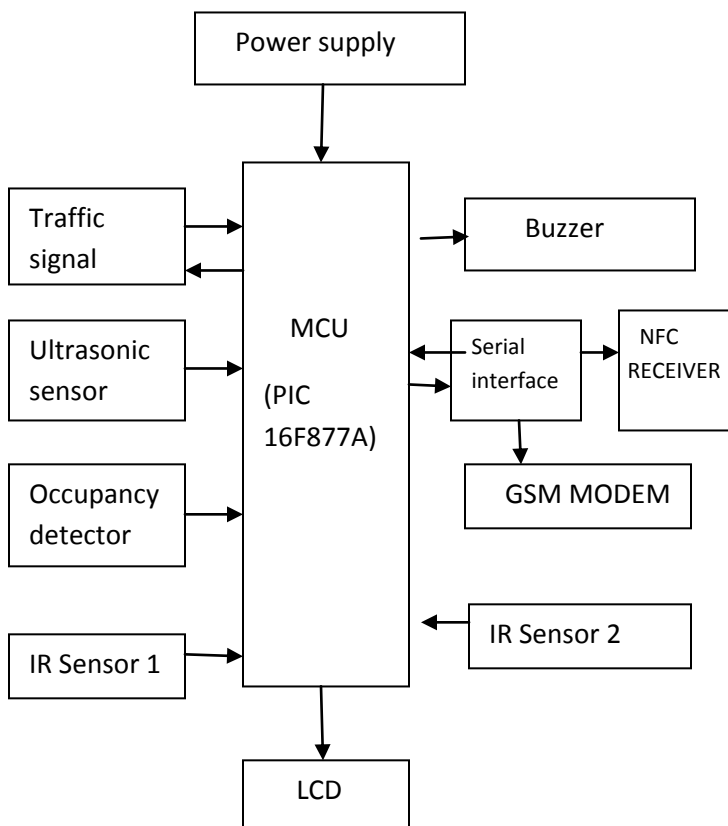 Power supply
Traffic
signal
Buzzer
MCU
(PIC
16F877A)
Ultrasonic
sensor
Serial
interface
NFC
RECEIVER
Occupancy
detector
GSM MODEM
IR Sensor 1
IR Sensor 2
LCD